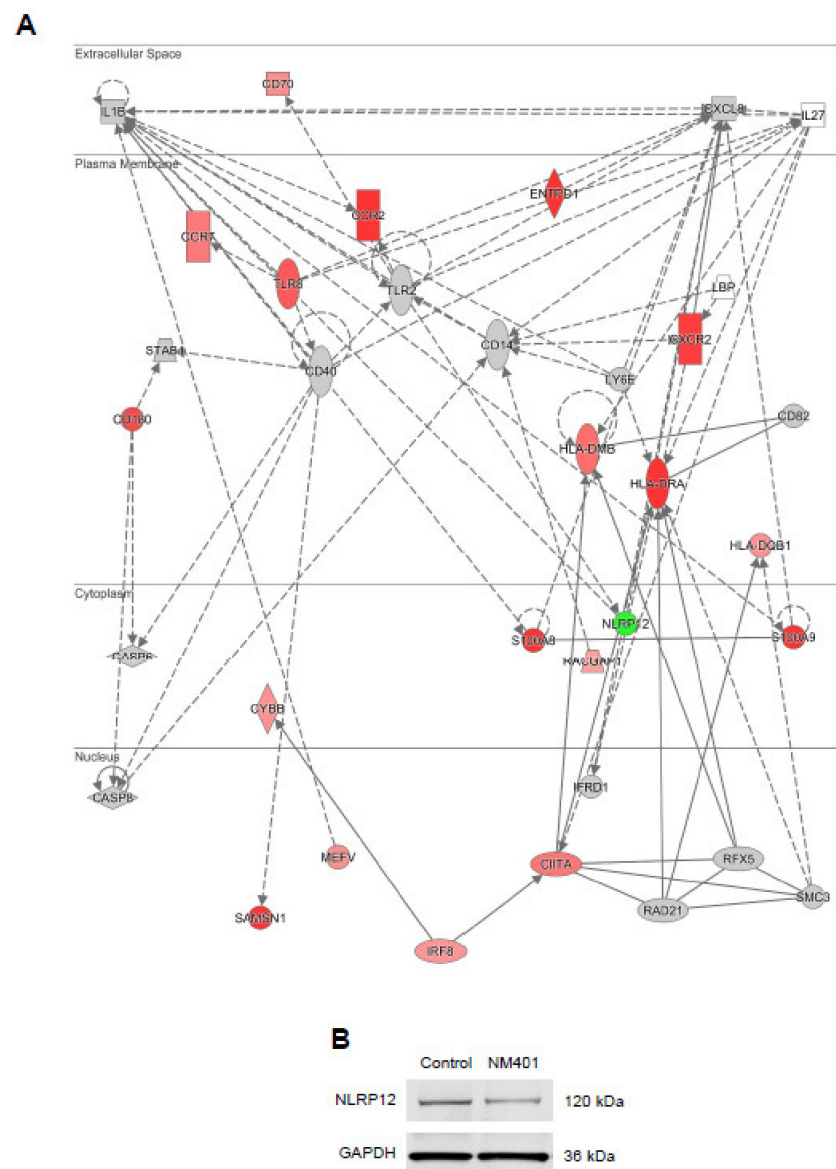 A
Extracellular Space
CD70
IL1B
CXCL8
IL27
Plasma Membrane
ENTPD1
CCR2
CCR7
TLR8
TLR2
LBP
CXCR2
STAB1
CD14
CD40
LY6E
CD180
CD82
HLA-DMB
HLA-DRA
HLA-DQB1
Cytoplasm
NLRP12
S100A8
S100A9
CASP6
RACGAP1
CYBB
Nucleus
IFRD1
CASP8
MEFV
CIITA
RFX5
SMC3
RAD21
SAMSN1
IRF8
B
Control NM401
NLRP12 120 kDa
GAPDH 36 kDa